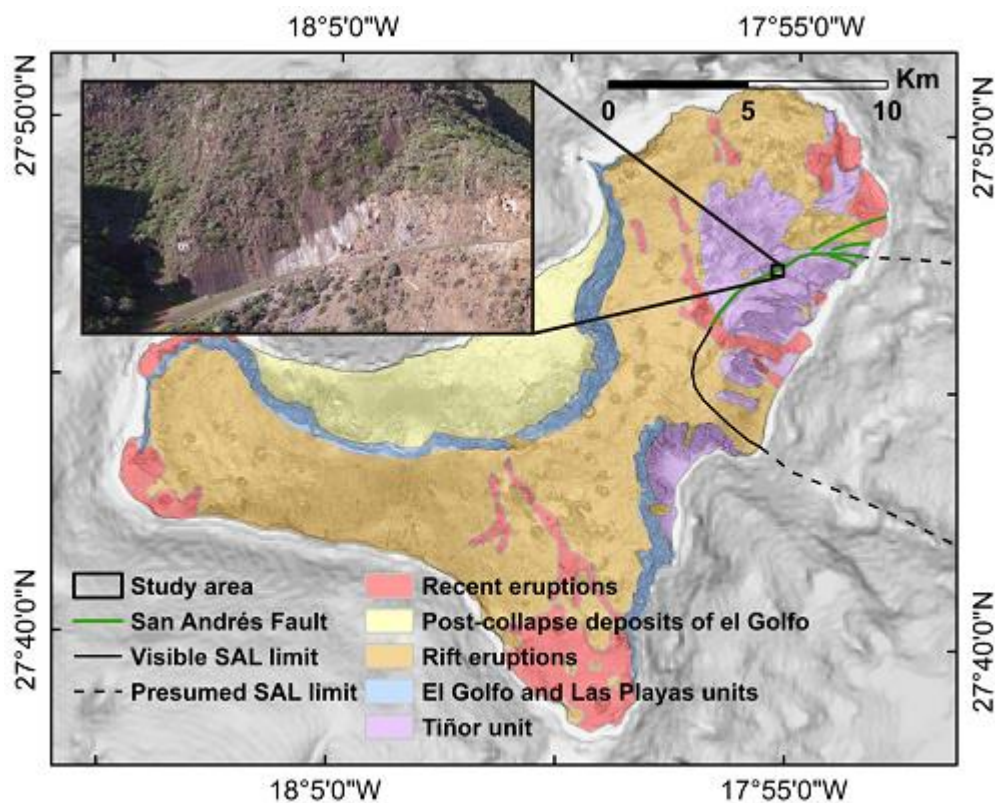 18°5'0"W 17°55'0"W
Km
0 5 10
27°50'0"N
27°50'0"N
Study area
San Andrés Fault
Visible SAL limit
Presumed SAL limit
Recent eruptions
Post-collapse deposits of el Golfo
Rift eruptions
El Golfo and Las Playas units
Tiñor unit
27°40'0"N
27°40'0"N
18°5'0"W 17°55'0"W